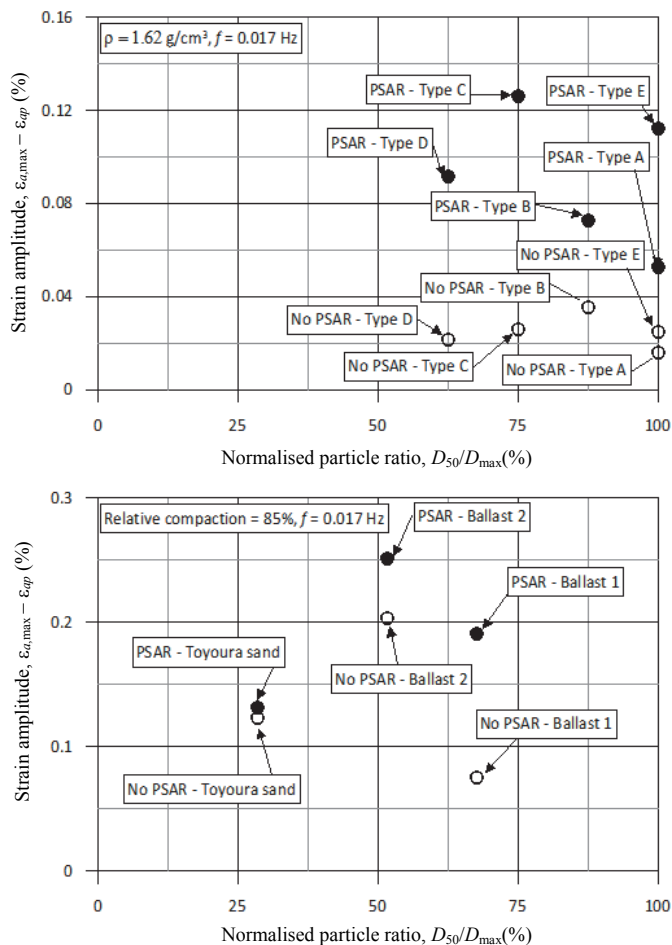 0.16
ρ = 1.62 g/cm³, f = 0.017 Hz
PSAR - Type C
PSAR - Type E
0.12
PSAR - Type D
PSAR - Type A
0.08
PSAR - Type B
No PSAR - Type E
No PSAR - Type B
0.04
No PSAR - Type D
No PSAR - Type C
No PSAR - Type A
0
Strain amplitude, εa,max – εap (%)
0 25 50 75 100
Normalised particle ratio, D50/Dmax(%)
0.3
Relative compaction = 85%, f = 0.017 Hz
PSAR - Ballast 2
PSAR - Ballast 1
0.2
PSAR - Toyoura sand
No PSAR - Ballast 2
No PSAR - Ballast 1
0.1
No PSAR - Toyoura sand
0
Strain amplitude, εa,max – εap (%)
0 25 50 75 100
Normalised particle ratio, D50/Dmax(%)